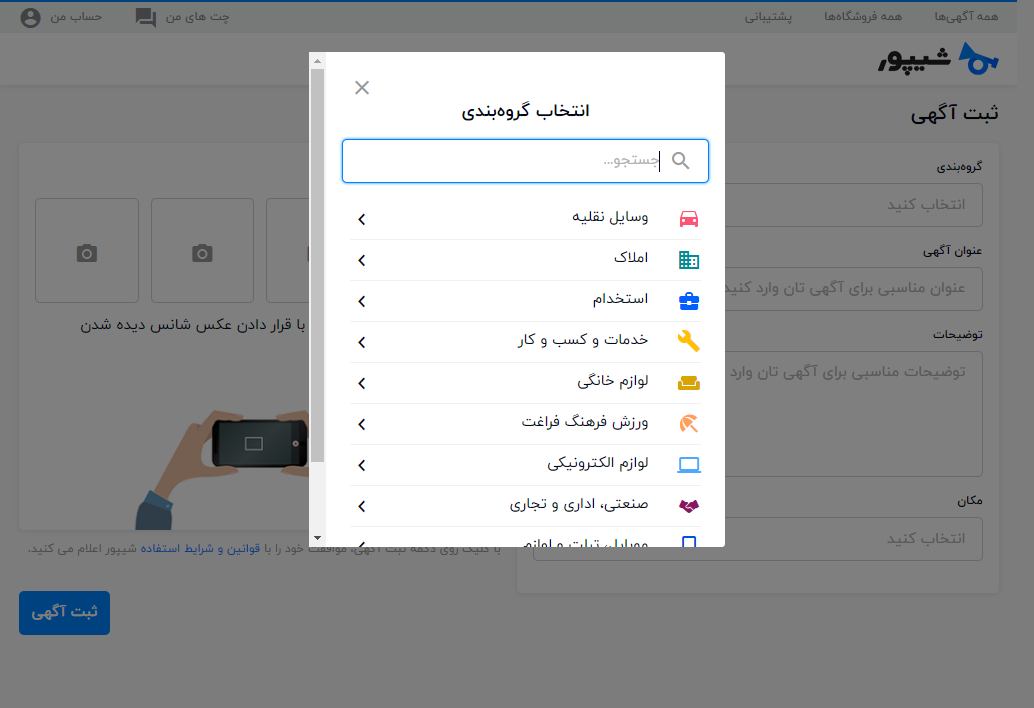 همه آگهی‌ها
همه فروشگاه‌ها
پشتیبانی
چت های من
حساب من
شیپور
ثبت آگهی
گروه‌بندی
انتخاب کنید
عنوان آگهی
عنوان مناسبی برای آگهی تان وارد کنید
توضیحات
توضیحات مناسبی برای آگهی تان وارد
مکان
انتخاب کنید
با قرار دادن عکس شانس دیده شدن
با کلیک روی دکمه ثبت آگهی، موافقت خود را با قوانین و شرایط استفاده شیپور اعلام می کنید.
ثبت آگهی
انتخاب گروه‌بندی
جستجو...
وسایل نقلیه
املاک
استخدام
خدمات و کسب و کار
لوازم خانگی
ورزش فرهنگ فراغت
لوازم الکترونیکی
صنعتی، اداری و تجاری
موبایل، تبلت و لوازم